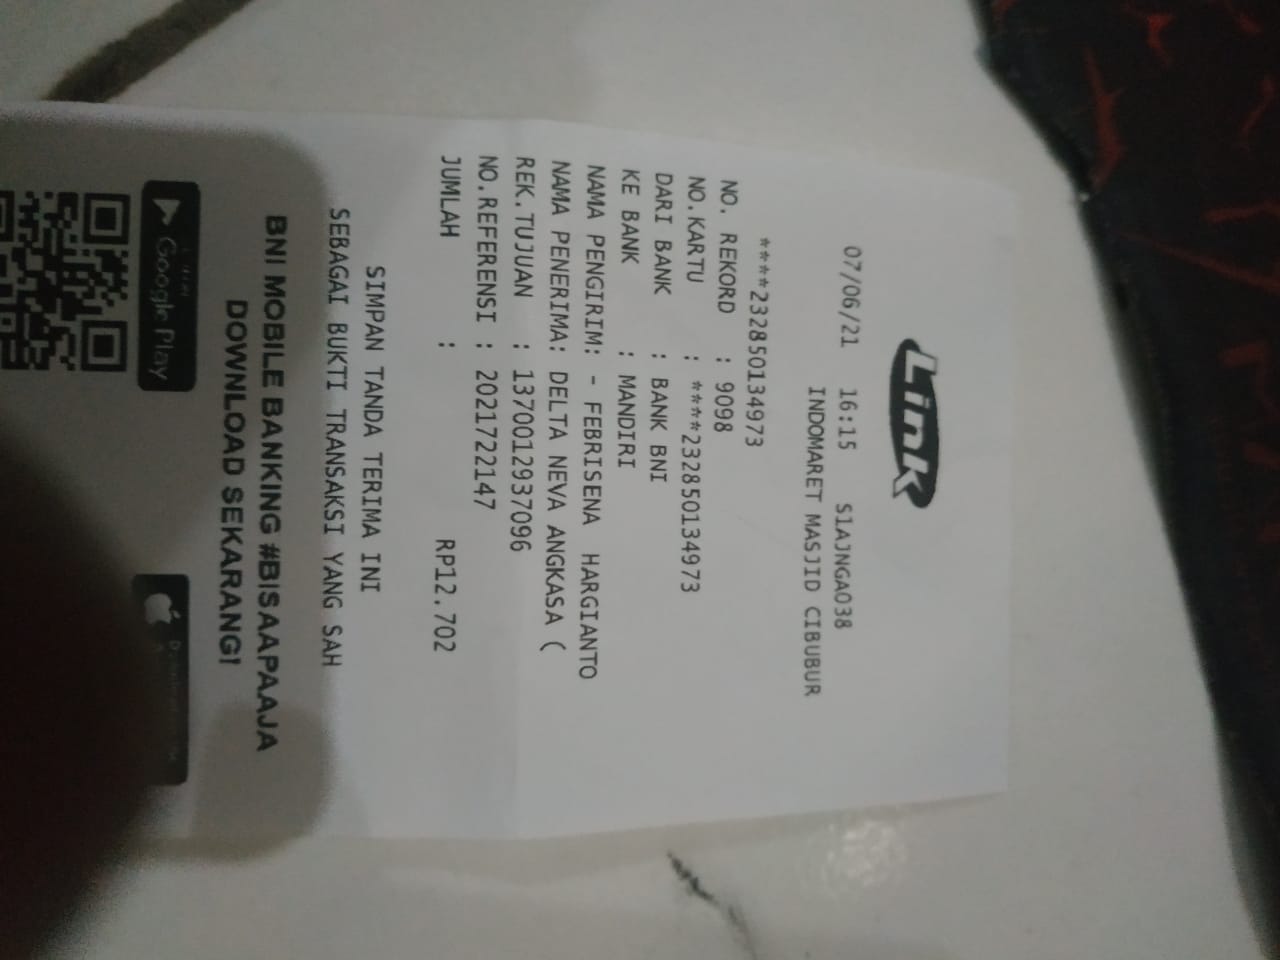 Link
07/06/21 16:15 S1AJNGA038
INDOMARET MASJID CIBUBUR
****232850134973
NO. REKORD : 9098
NO.KARTU : ****232850134973
DARI BANK : BANK BNI
KE BANK : MANDIRI
NAMA PENGIRIM: - FEBRISENA HARGIANTO
NAMA PENERIMA: DELTA NEVA ANGKASA (
REK.TUJUAN : 1370012937096
NO.REFERENSI : 2021722147
JUMLAH : RP12.702
SIMPAN TANDA TERIMA INI
SEBAGAI BUKTI TRANSAKSI YANG SAH
BNI MOBILE BANKING #BISAAPAAJA
DOWNLOAD SEKARANG!
Google Play